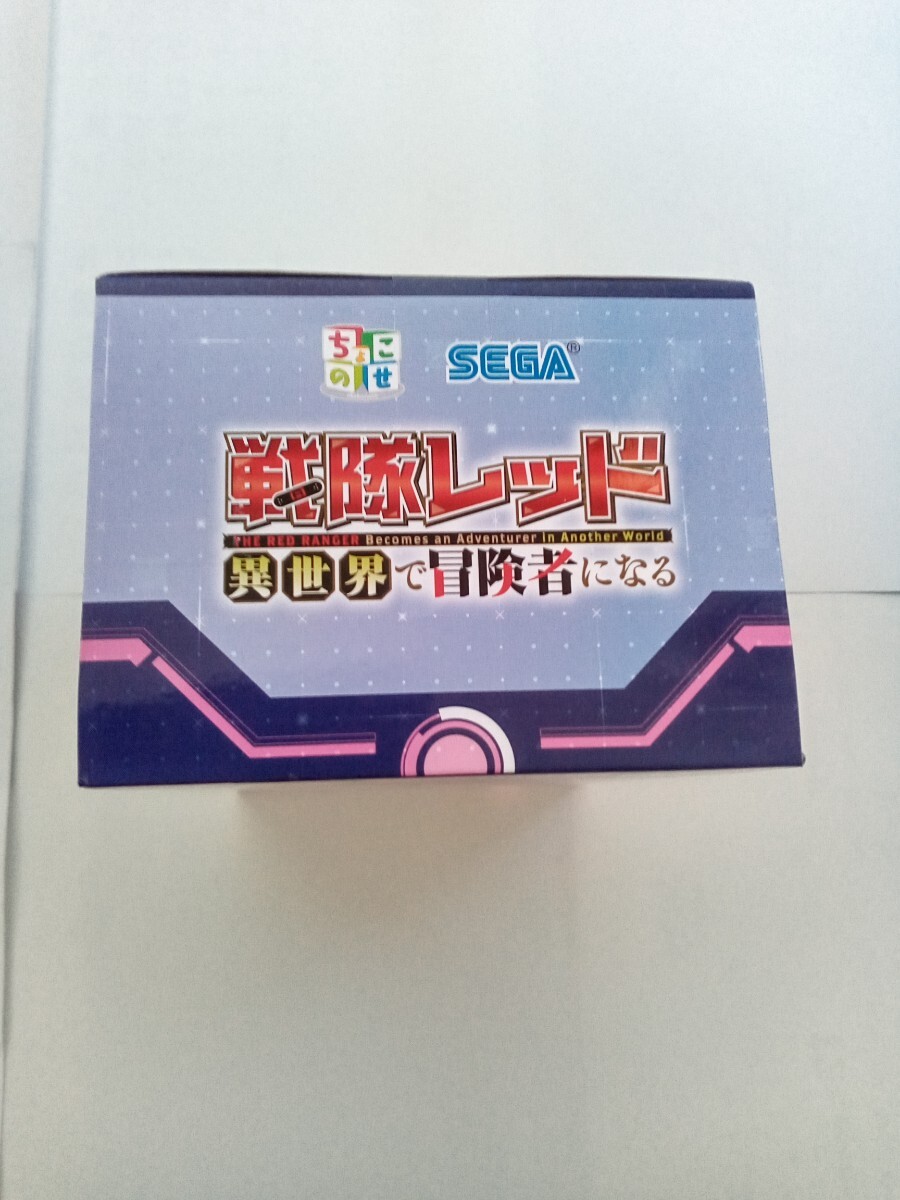 ちょこのせ
SEGA®
戦隊レッド
THE RED RANGER Becomes an Adventurer in Another World
異世界で冒険者になる